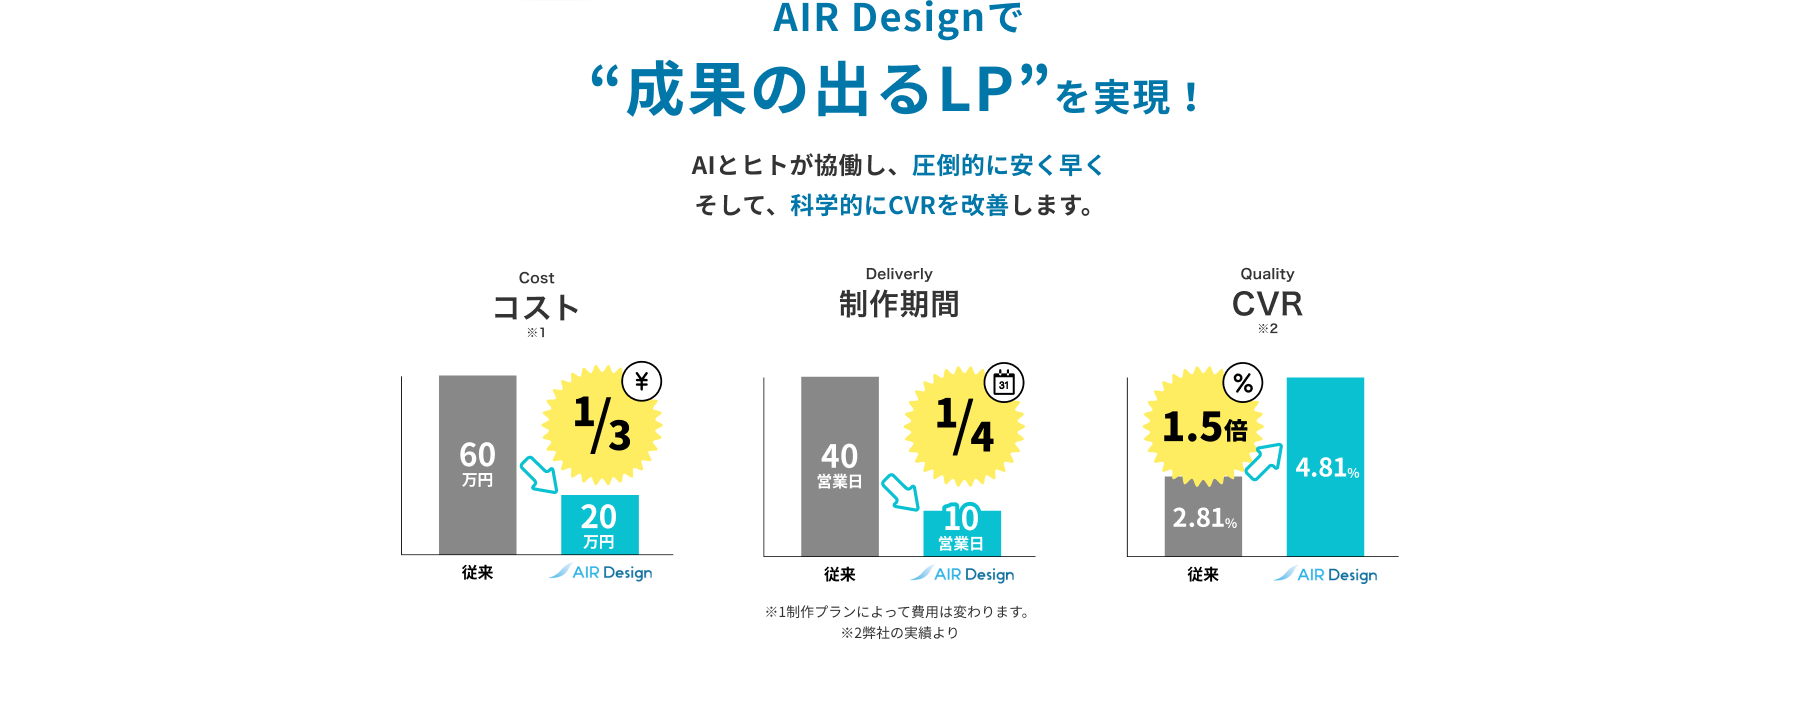 AIR Designで
“成果の出るLP”を実現！
AIとヒトが協働し、圧倒的に安く早く
そして、科学的にCVRを改善します。
Cost
コスト
※1
¥
1/3
60
万円
20
万円
従来
AIR Design
Deliverly
制作期間
31
1/4
40
営業日
10
営業日
従来
AIR Design
Quality
CVR
※2
%
1.5倍
4.81%
2.81%
従来
AIR Design
※1制作プランによって費用は変わります。
※2弊社の実績より